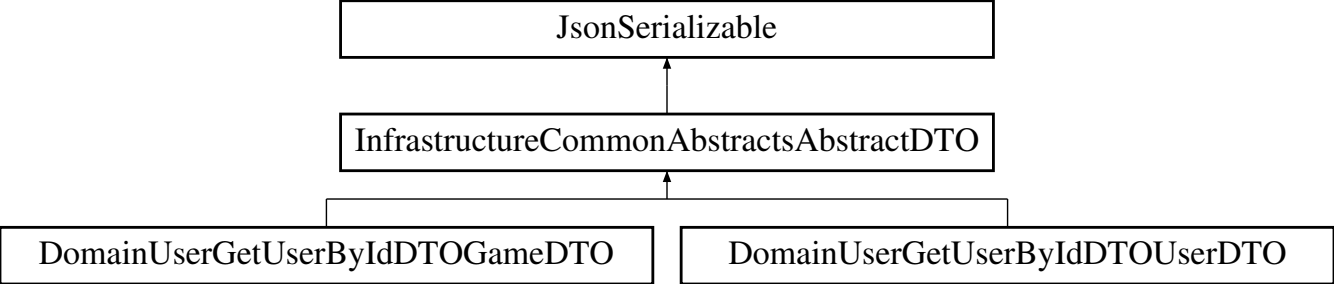 JsonSerializable
InfrastructureCommonAbstractsAbstractDTO
DomainUserGetUserByIdDTOGameDTO
DomainUserGetUserByIdDTOUserDTO